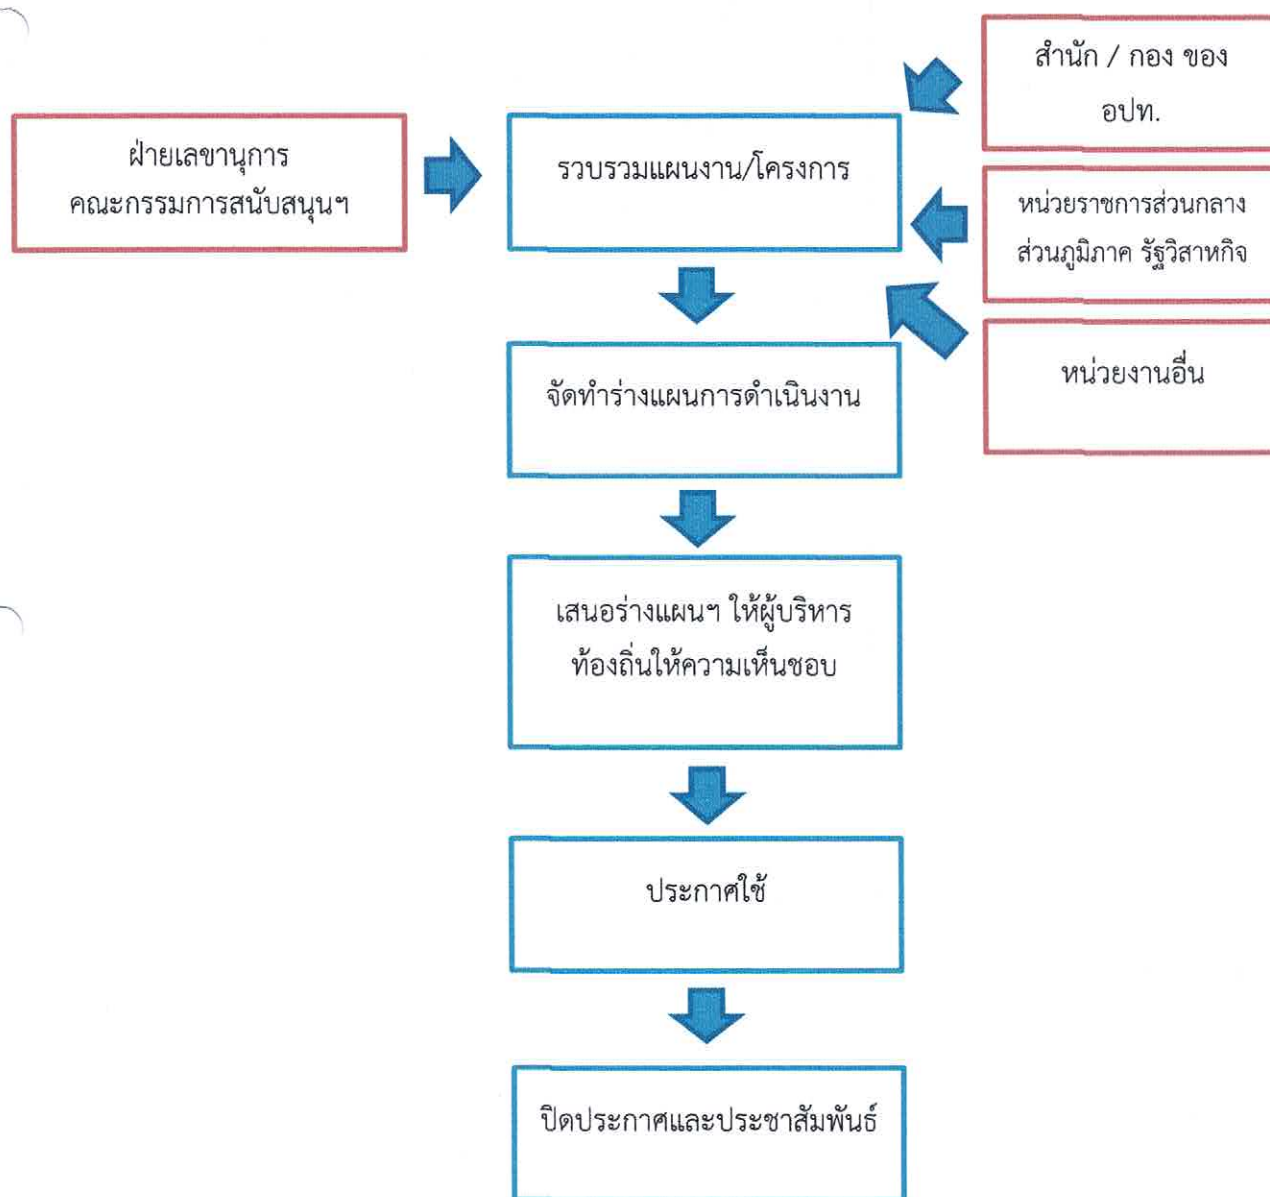 สำนัก / กอง ของ
อปท.
ฝ่ายเลขานุการ
คณะกรรมการสนับสนุนฯ
รวบรวมแผนงาน/โครงการ
หน่วยราชการส่วนกลาง
ส่วนภูมิภาค รัฐวิสาหกิจ
หน่วยงานอื่น
จัดทำร่างแผนการดำเนินงาน
เสนอร่างแผนฯ ให้ผู้บริหาร
ท้องถิ่นให้ความเห็นชอบ
ประกาศใช้
ปิดประกาศและประชาสัมพันธ์